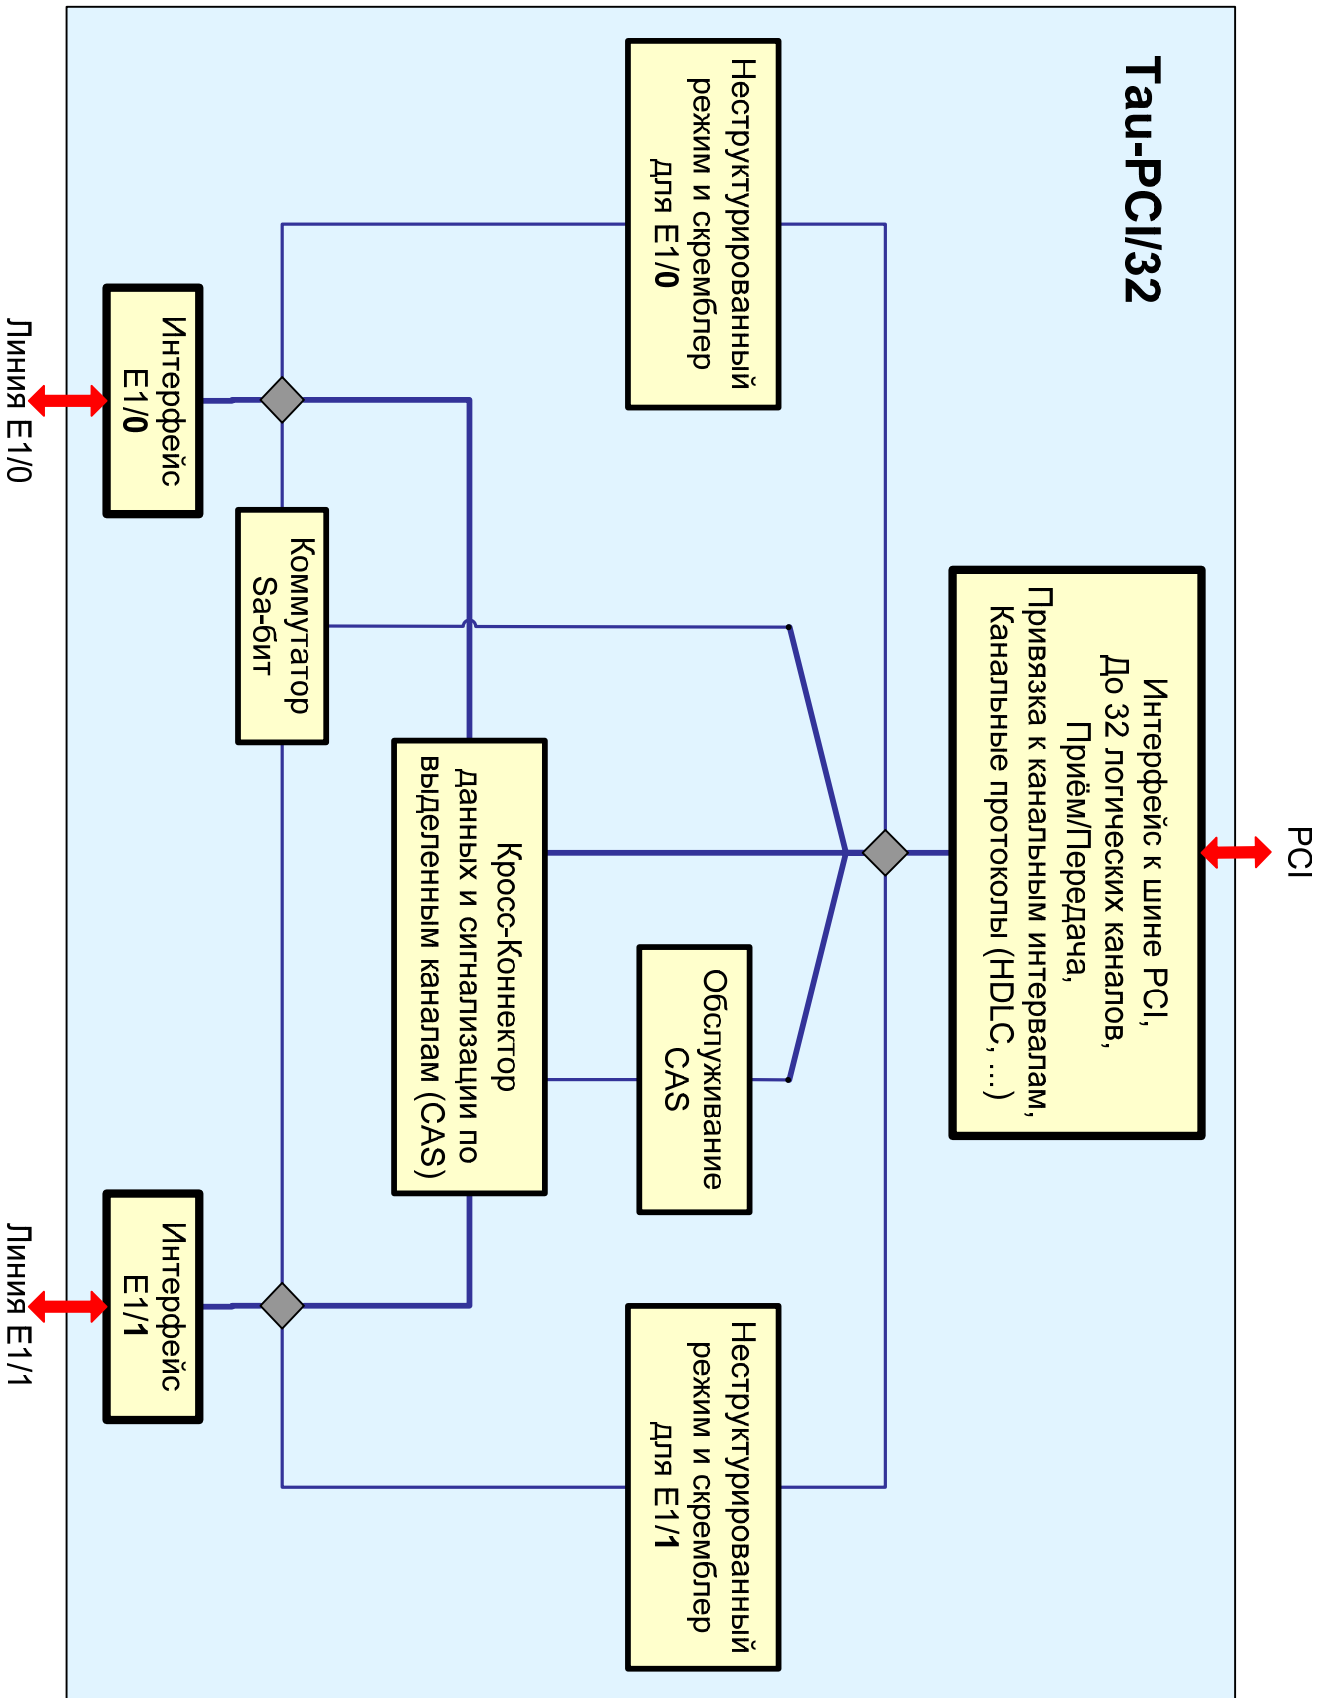 PCI
Tau-PCI/32
Интерфейс к шине PCI,
До 32 логических каналов,
Приём/Передача,
Привязка к канальным интервалам,
Канальные протоколы (HDLC, ...)
Неструктурированный
режим и скремблер
для E1/0
Обслуживание
CAS
Неструктурированный
режим и скремблер
для E1/1
Кросс-Коннектор
данных и сигнализации по
выделенным каналам (CAS)
Коммутатор
Sa-бит
Интерфейс
E1/0
Интерфейс
E1/1
Линия E1/0
Линия E1/1